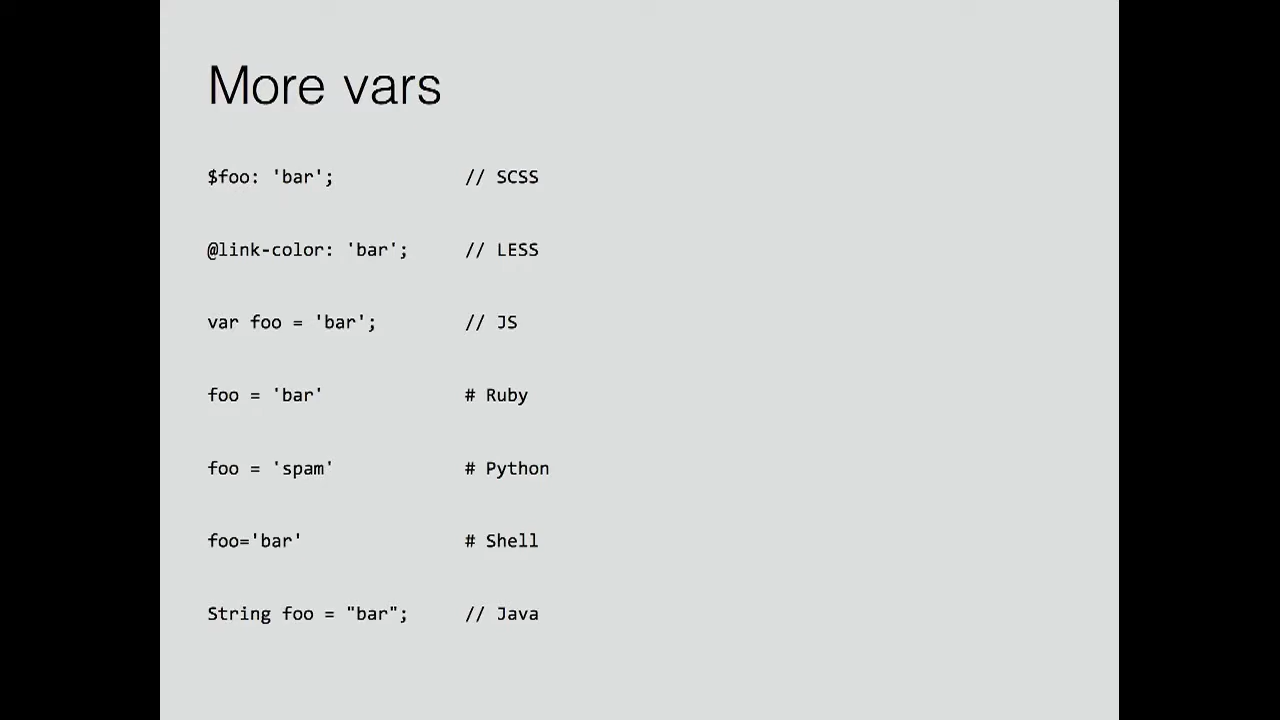 More vars
$foo: 'bar'; // SCSS
@link-color: 'bar'; // LESS
var foo = 'bar'; // JS
foo = 'bar' # Ruby
foo = 'spam' # Python
foo='bar' # Shell
String foo = "bar"; // Java